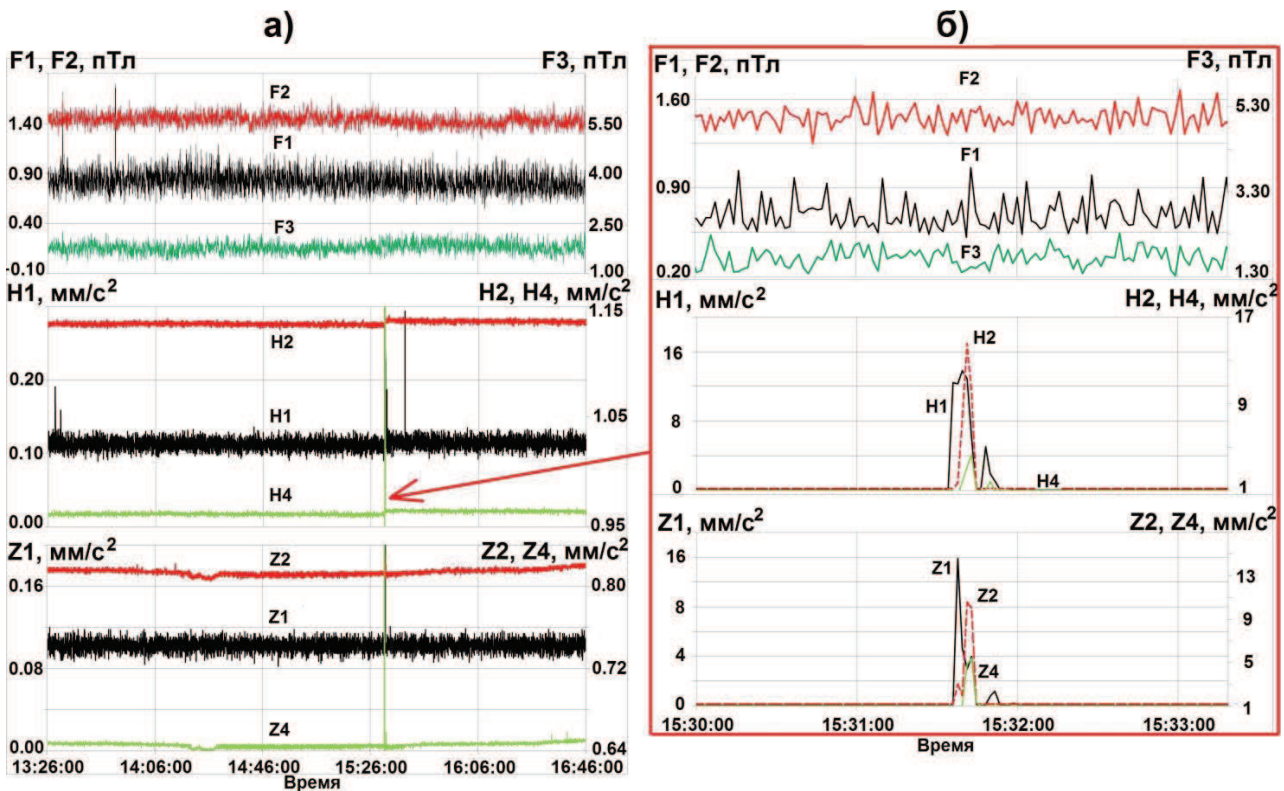 а)
F1, F2, пТл F3, пТл
F2
1.40 5.50
F1
0.90 4.00
0.40 2.50
F3
-0.10 1.00
H1, мм/с² H2, H4, мм/с²
1.15
H2
0.20
H1 1.05
0.10
H4
0.00 0.95
Z1, мм/с² Z2, Z4, мм/с²
Z2
0.16 0.80
Z1
0.08 0.72
Z4
0.00 0.64
13:26:00 14:06:00 14:46:00 15:26:00 16:06:00 16:46:00
Время
б)
F1, F2, пТл F3, пТл
F2
1.60 5.30
F1
0.90 3.30
F3
0.20 1.30
H1, мм/с² H2, H4, мм/с²
17
16 H2
H1 9
8
H4
0 1
Z1, мм/с² Z2, Z4, мм/с²
16 Z1 13
Z2
8 9
4 Z4 5
0 1
15:30:00 15:31:00 15:32:00 15:33:00
Время